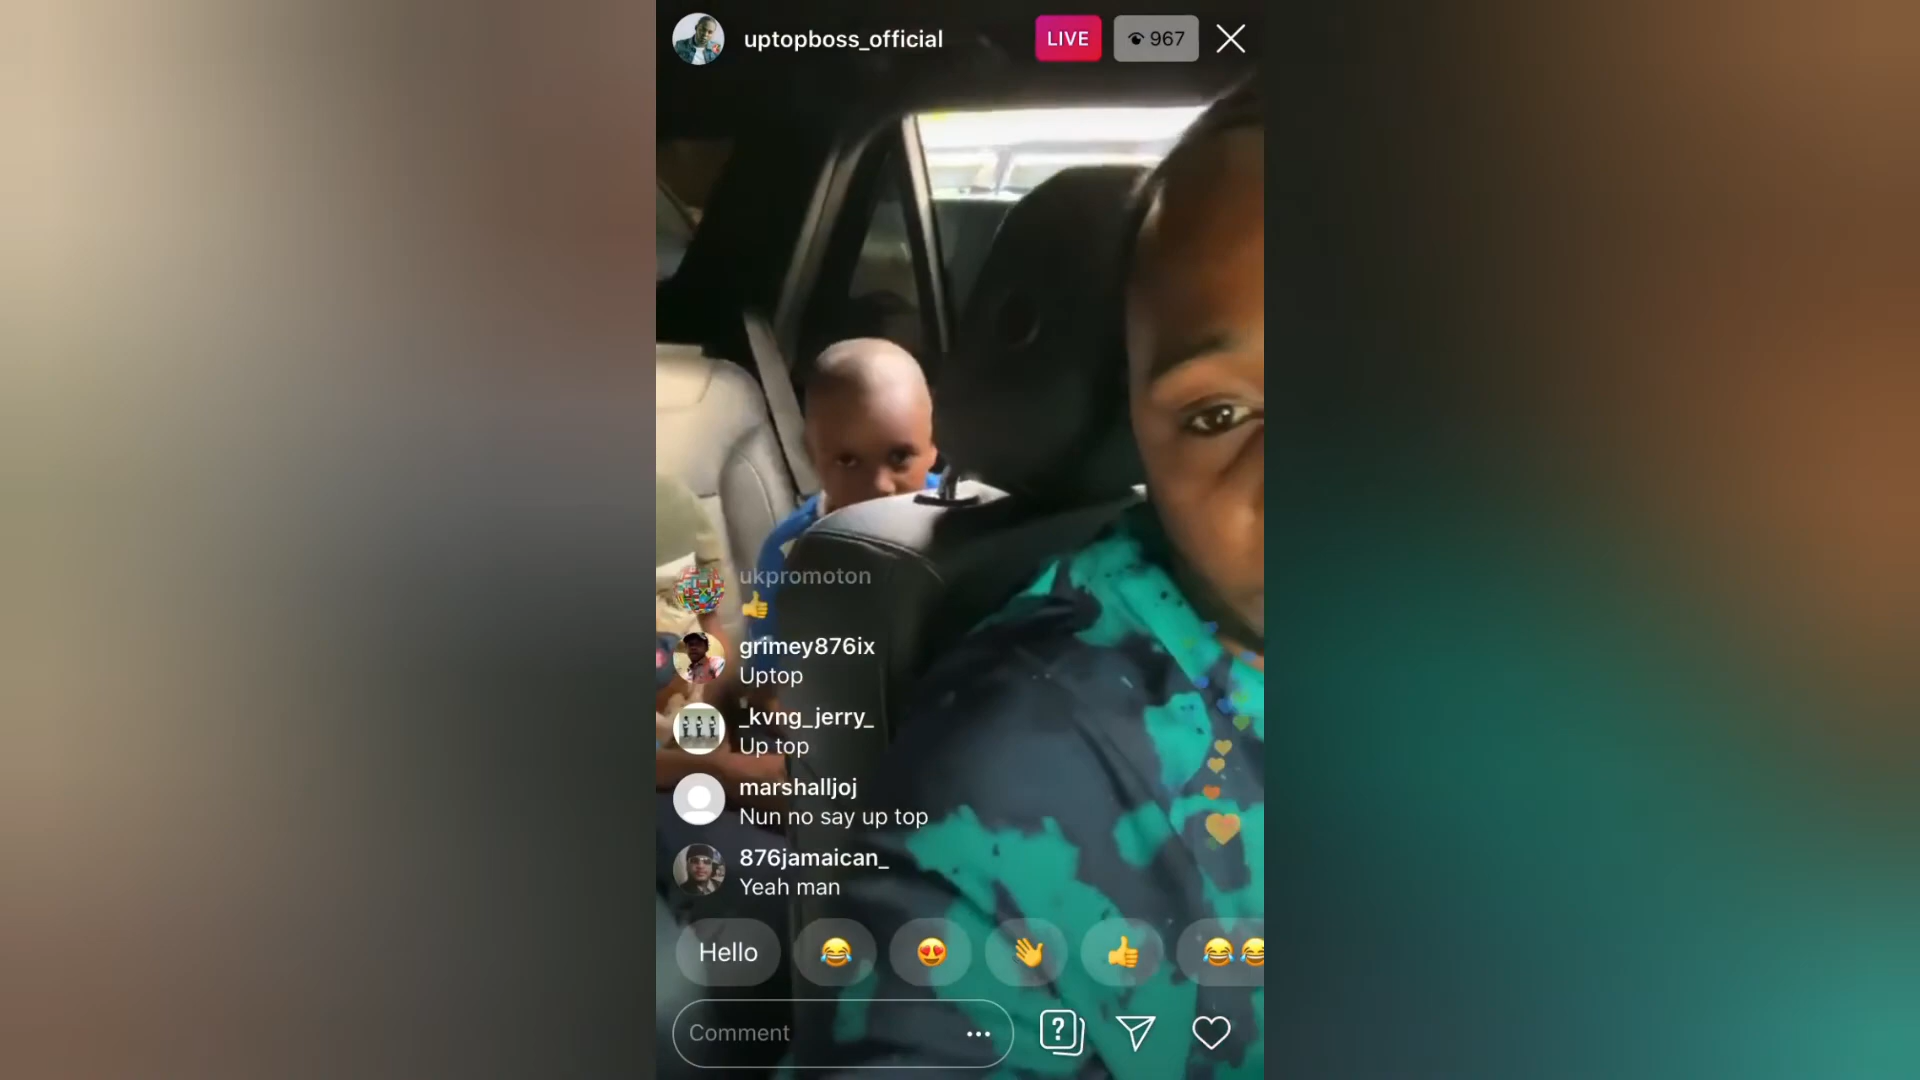 uptopboss_official
LIVE
967
ukpromoton
👍
grimey876ix
Uptop
_kvng_jerry_
Up top
marshalljoj
Nun no say up top
876jamaican_
Yeah man
Hello 😂 😍 👋 👍 😂😂
Comment